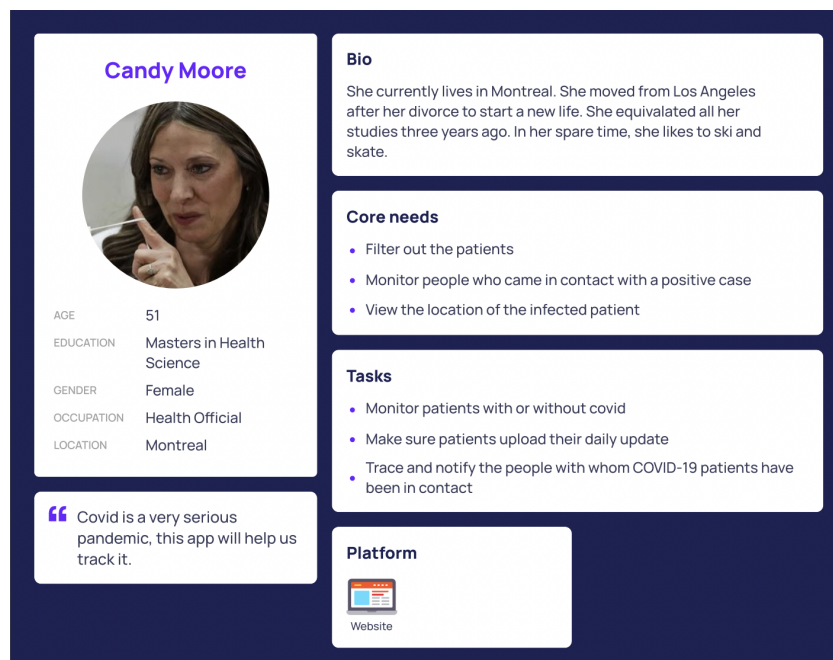 Candy Moore
AGE 51
EDUCATION Masters in Health
Science
GENDER Female
OCCUPATION Health Official
LOCATION Montreal
“ Covid is a very serious
pandemic, this app will help us
track it.
Bio
She currently lives in Montreal. She moved from Los Angeles
after her divorce to start a new life. She equivalated all her
studies three years ago. In her spare time, she likes to ski and
skate.
Core needs
• Filter out the patients
• Monitor people who came in contact with a positive case
• View the location of the infected patient
Tasks
• Monitor patients with or without covid
• Make sure patients upload their daily update
• Trace and notify the people with whom COVID-19 patients have
been in contact
Platform
Website